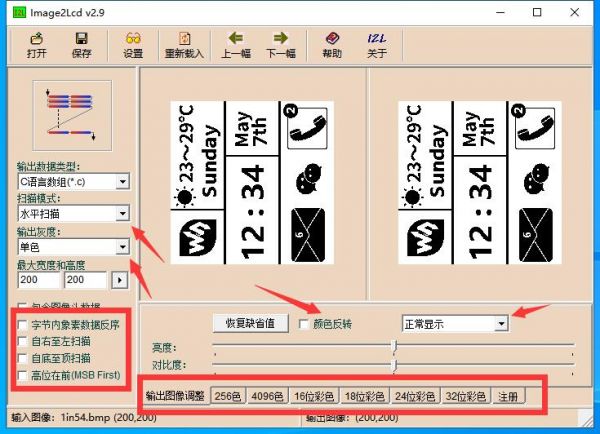 Image2Lcd v2.9
打开 保存 设置 重新载入 上一幅 下一幅 帮助 关于
I2L
23~29°C
Sunday
May
7th
12:34
2
6
23~29°C
Sunday
May
7th
12:34
2
6
输出数据类型:
C语言数组(*.c)
扫描模式:
水平扫描
输出灰度:
单色
最大宽度和高度
200 200
包含图像头数据
字节内象素数据反序
自右至左扫描
自底至顶扫描
高位在前(MSB First)
恢复缺省值 颜色反转 正常显示
亮度:
对比度:
输出图像调整 256色 4096色 16位彩色 18位彩色 24位彩色 32位彩色 注册
输入图像: 1in54.bmp (200,200) 输出图像: (200,200)